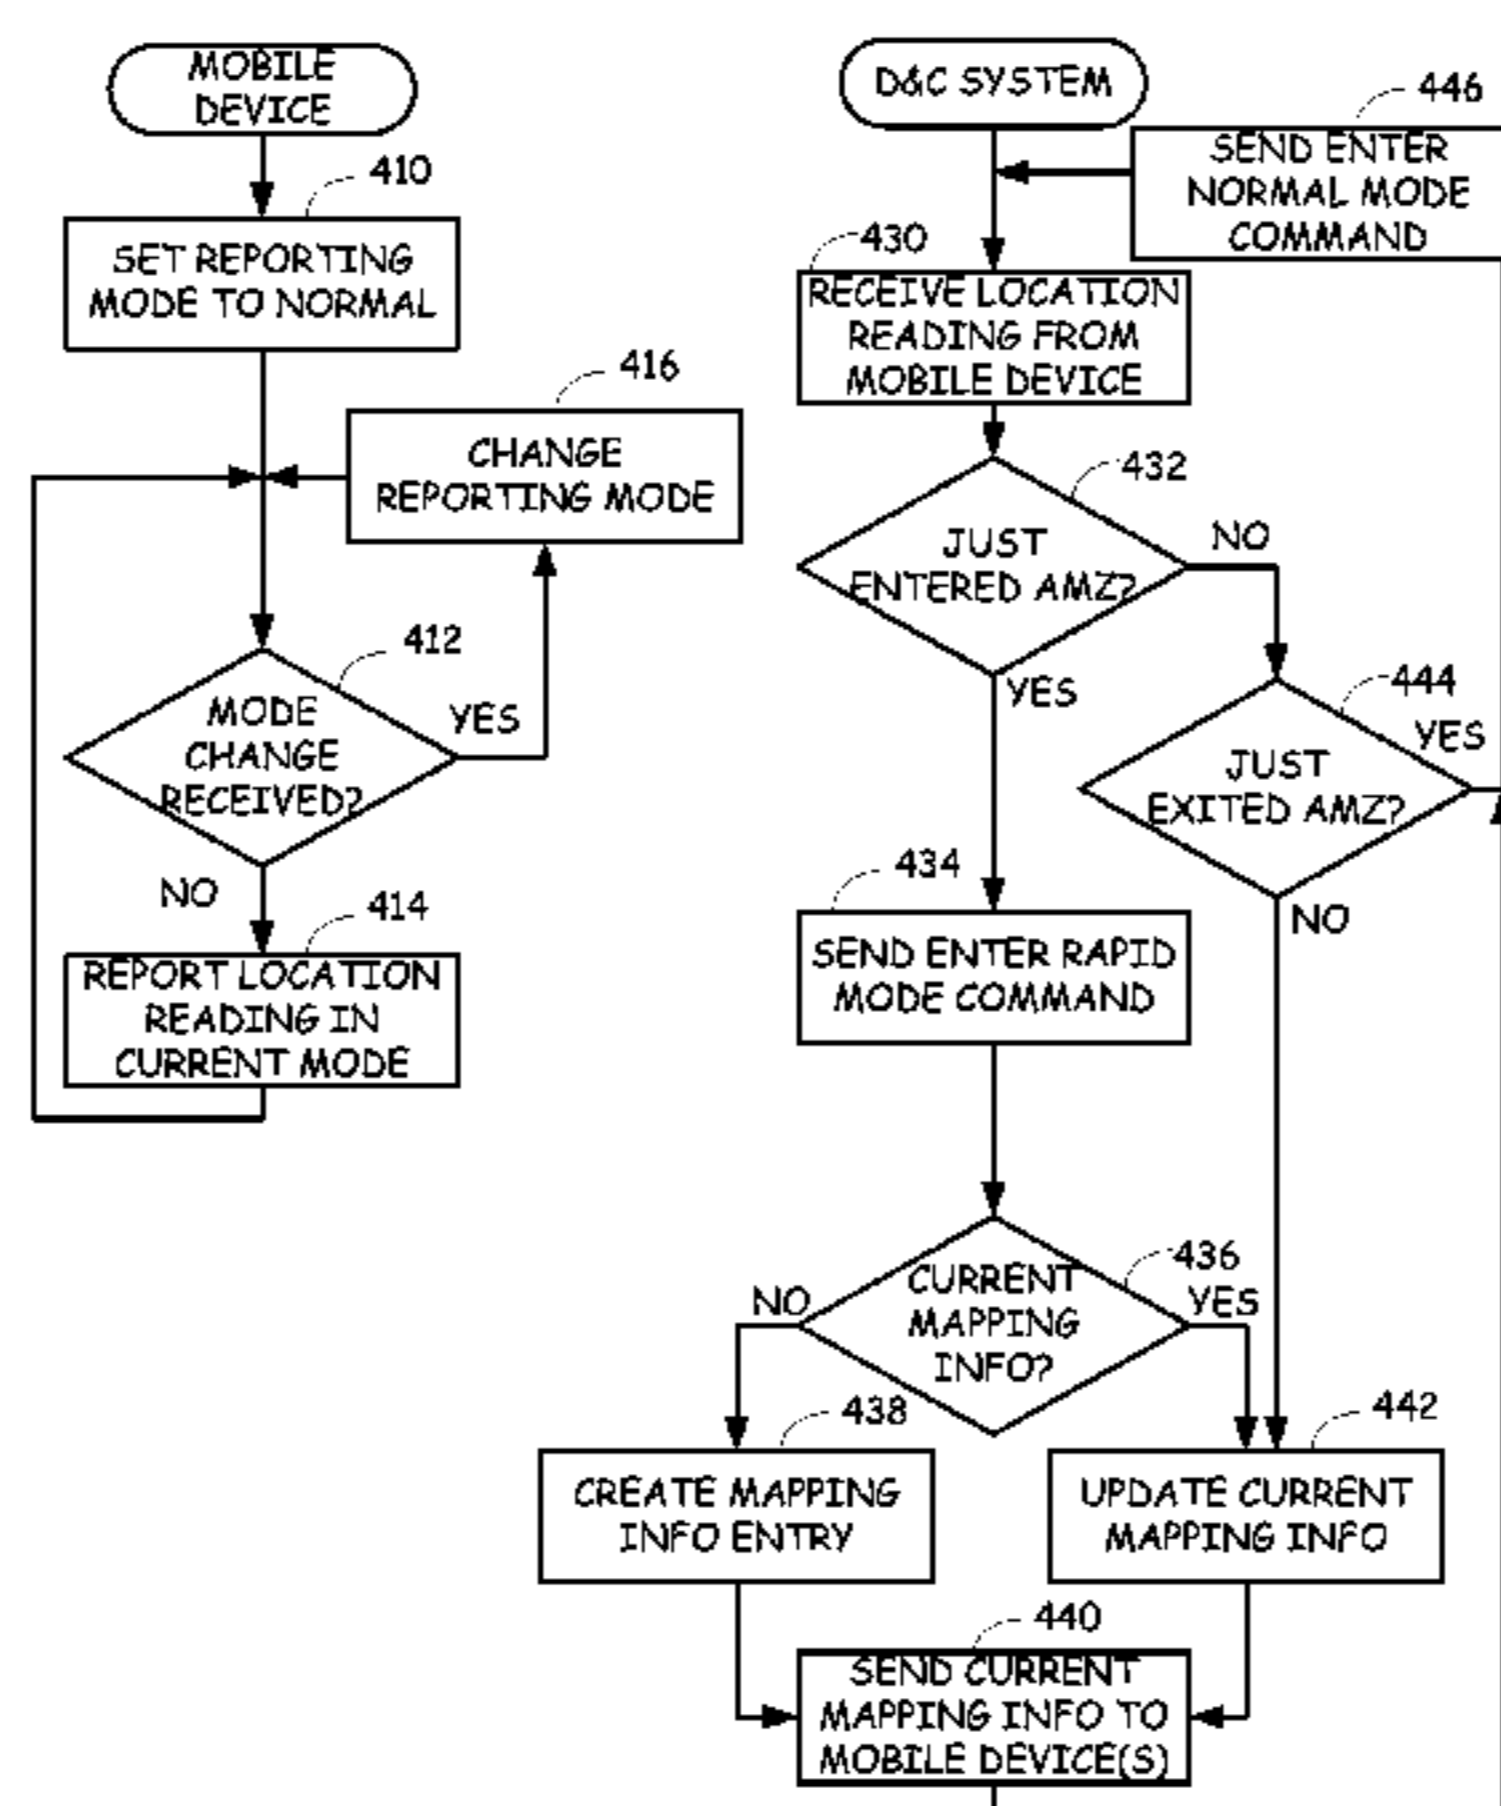 MOBILE
DEVICE
410
SET REPORTING
MODE TO NORMAL
416
CHANGE
REPORTING MODE
412
MODE
CHANGE
RECEIVED?
YES
NO
414
REPORT LOCATION
READING IN
CURRENT MODE
D&C SYSTEM
446
SEND ENTER
NORMAL MODE
COMMAND
430
RECEIVE LOCATION
READING FROM
MOBILE DEVICE
432
JUST
ENTERED AMZ?
NO
YES
444
JUST
EXITED AMZ?
YES
NO
434
SEND ENTER RAPID
MODE COMMAND
436
CURRENT
MAPPING
INFO?
NO
YES
438
CREATE MAPPING
INFO ENTRY
442
UPDATE CURRENT
MAPPING INFO
440
SEND CURRENT
MAPPING INFO TO
MOBILE DEVICE(S)